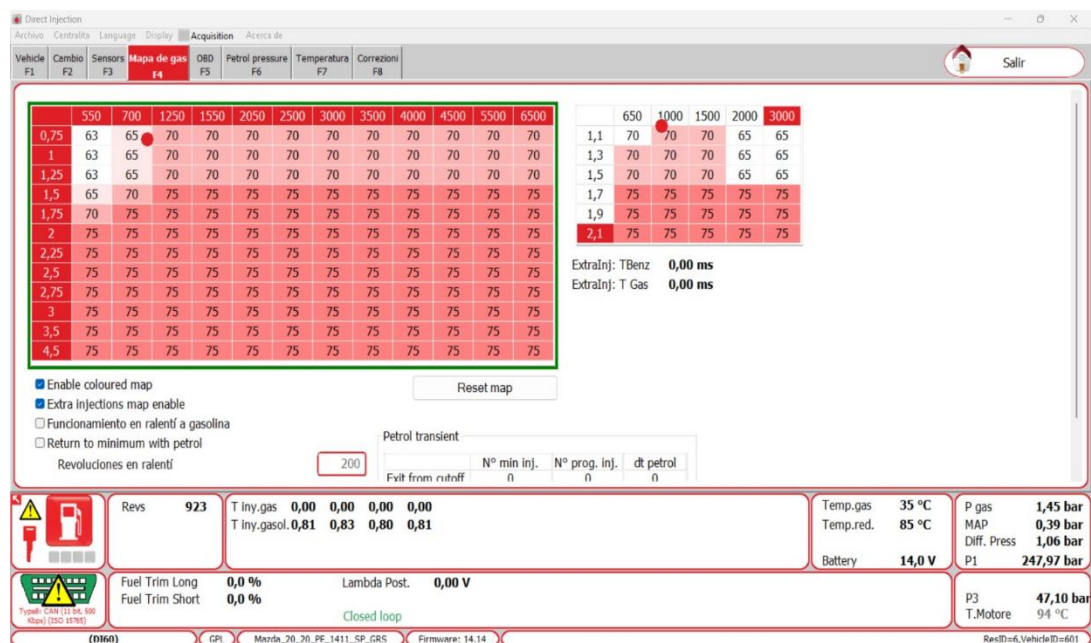 Direct Injection
Archivo Centralita Language Display Acquisition Acerca de
Vehicle F1 Cambio F2 Sensors F3 Mapa de gas F4 OBD F5 Petrol pressure F6 Temperatura F7 Correzioni F8 Salir
550 700 1250 1550 2050 2500 3000 3500 4000 4500 5500 6500
0,75 63 65 70 70 70 70 70 70 70 70 70 70
1 63 65 70 70 70 70 70 70 70 70 70 70
1,25 63 65 70 70 70 70 70 70 70 70 70 70
1,5 65 70 75 75 75 75 75 75 75 75 75 75
1,75 70 75 75 75 75 75 75 75 75 75 75 75
2 75 75 75 75 75 75 75 75 75 75 75 75
2,25 75 75 75 75 75 75 75 75 75 75 75 75
2,5 75 75 75 75 75 75 75 75 75 75 75 75
2,75 75 75 75 75 75 75 75 75 75 75 75 75
3 75 75 75 75 75 75 75 75 75 75 75 75
3,5 75 75 75 75 75 75 75 75 75 75 75 75
4,5 75 75 75 75 75 75 75 75 75 75 75 75
650 1000 1500 2000 3000
1,1 70 70 70 65 65
1,3 70 70 70 65 65
1,5 70 70 70 65 65
1,7 75 75 75 75 75
1,9 75 75 75 75 75
2,1 75 75 75 75 75
ExtraInj: TBenz 0,00 ms
ExtraInj: T Gas 0,00 ms
Enable coloured map
Reset map
Extra injections map enable
Funcionamiento en ralentí a gasolina
Return to minimum with petrol
Revoluciones en ralentí 200
Petrol transient
Nº min inj. Nº prog. inj. dt petrol
Exit from cutoff 0 0 0
Revs 923
T iny.gas 0,00 0,00 0,00 0,00
T iny.gasol. 0,81 0,83 0,80 0,81
Temp.gas 35 ºC
Temp.red. 85 ºC
Battery 14,0 V
P gas 1,45 bar
MAP 0,39 bar
Diff. Press 1,06 bar
P1 247,97 bar
TypeB: CAN (11 bit, 500
Kbps) (ISO 15765)
Fuel Trim Long 0,0 %
Fuel Trim Short 0,0 %
Lambda Post. 0,00 V
Closed loop
P3 47,10 bar
T.Motore 94 ºC
(DI60) GPL Mazda_20_20_PE_1411_SP_GRS Firmware: 14.14 ResID=6,VehicleID=601